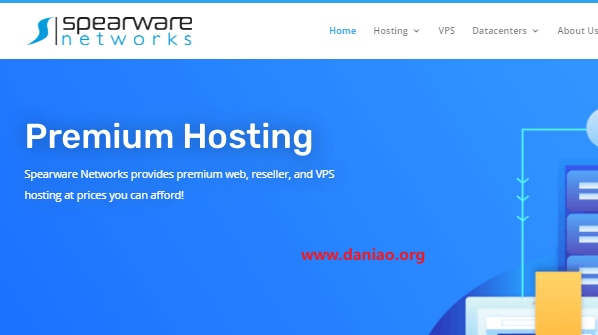 spearware
networks
Home Hosting VPS Datacenters About Us
Premium Hosting
Spearware Networks provides premium web, reseller, and VPS
hosting at prices you can afford!
www.daniao.org